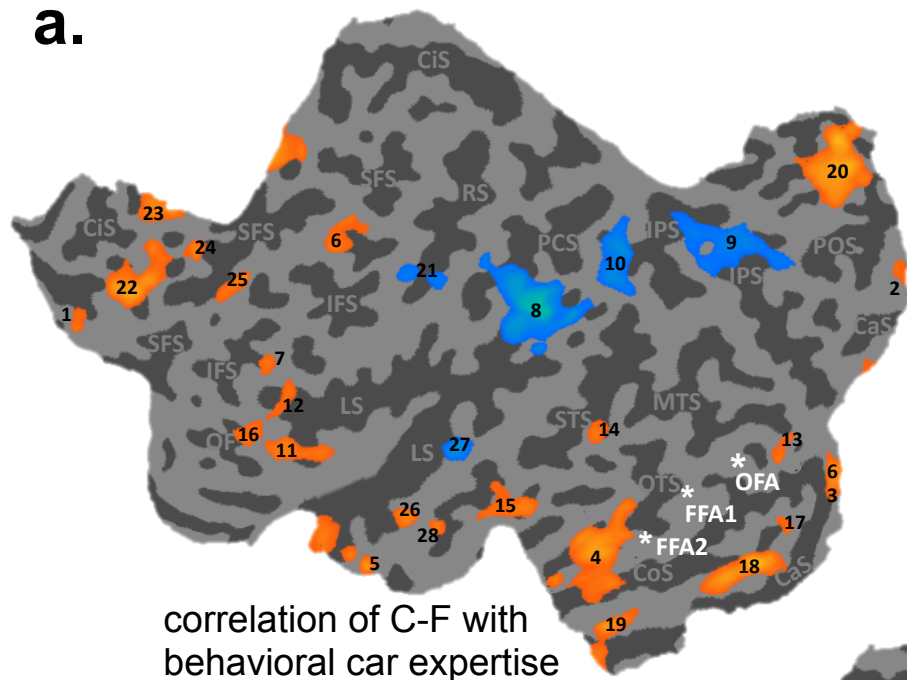 a.
CiS
SFS
RS
20
23
CiS
SFS
24
6
PCS
IPS
9
POS
10
21
IPS
22
25
2
IFS
8
1
CaS
SFS
7
IFS
12
LS
MTS
16
OF
STS
14
11
LS
27
13
OFA
6
3
OTS
15
FFA1
26
17
28
FFA2
4
18
5
CoS
CaS
19
correlation of C-F with
behavioral car expertise